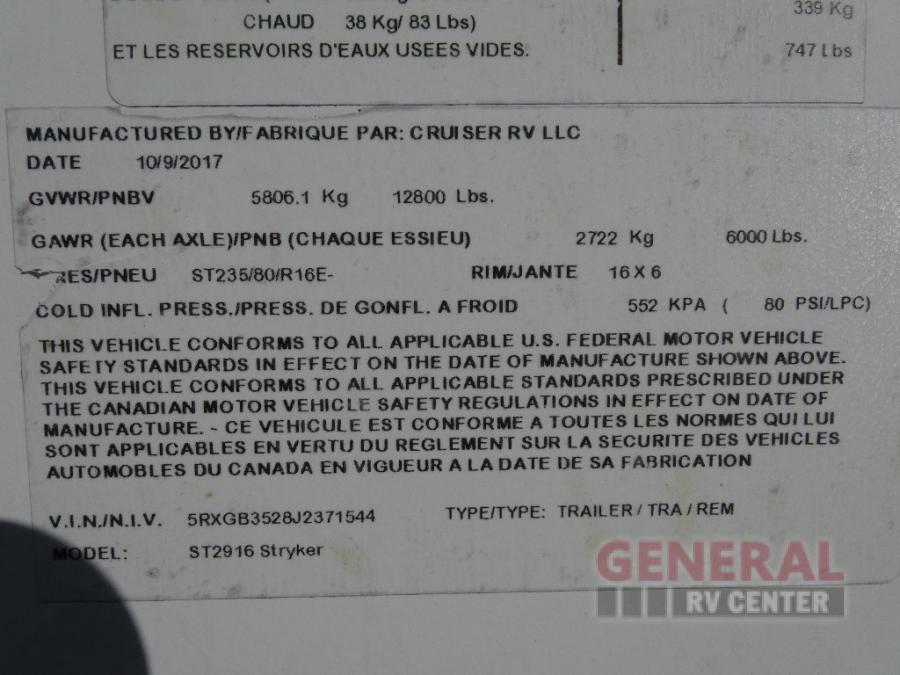 339 Kg
CHAUD 38 Kg/ 83 Lbs)
ET LES RESERVOIRS D'EAUX USEES VIDES. 747 Lbs
MANUFACTURED BY/FABRIQUE PAR: CRUISER RV LLC
DATE 10/9/2017
GVWR/PNBV 5806.1 Kg 12800 Lbs.
GAWR (EACH AXLE)/PNB (CHAQUE ESSIEU) 2722 Kg 6000 Lbs.
RES/PNEU ST235/80/R16E- RIM/JANTE 16 X 6
COLD INFL. PRESS./PRESS. DE GONFL. A FROID 552 KPA ( 80 PSI/LPC)
THIS VEHICLE CONFORMS TO ALL APPLICABLE U.S. FEDERAL MOTOR VEHICLE
SAFETY STANDARDS IN EFFECT ON THE DATE OF MANUFACTURE SHOWN ABOVE.
THIS VEHICLE CONFORMS TO ALL APPLICABLE STANDARDS PRESCRIBED UNDER
THE CANADIAN MOTOR VEHICLE SAFETY REGULATIONS IN EFFECT ON DATE OF
MANUFACTURE. - CE VEHICULE EST CONFORME A TOUTES LES NORMES QUI LUI
SONT APPLICABLES EN VERTU DU REGLEMENT SUR LA SECURITE DES VEHICLES
AUTOMOBLES DU CANADA EN VIGUEUR A LA DATE DE SA FABRICATION
V.I.N./N.I.V. 5RXGB3528J2371544 TYPE/TYPE: TRAILER / TRA / REM
MODEL: ST2916 Stryker
GENERAL
RV CENTER